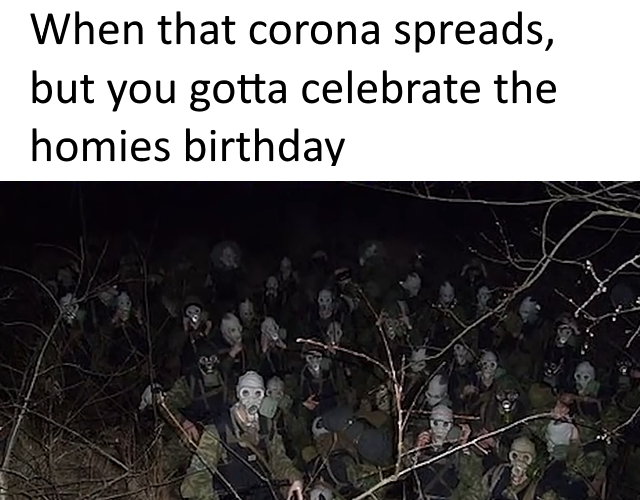 When that corona spreads,
but you gotta celebrate the
homies birthday